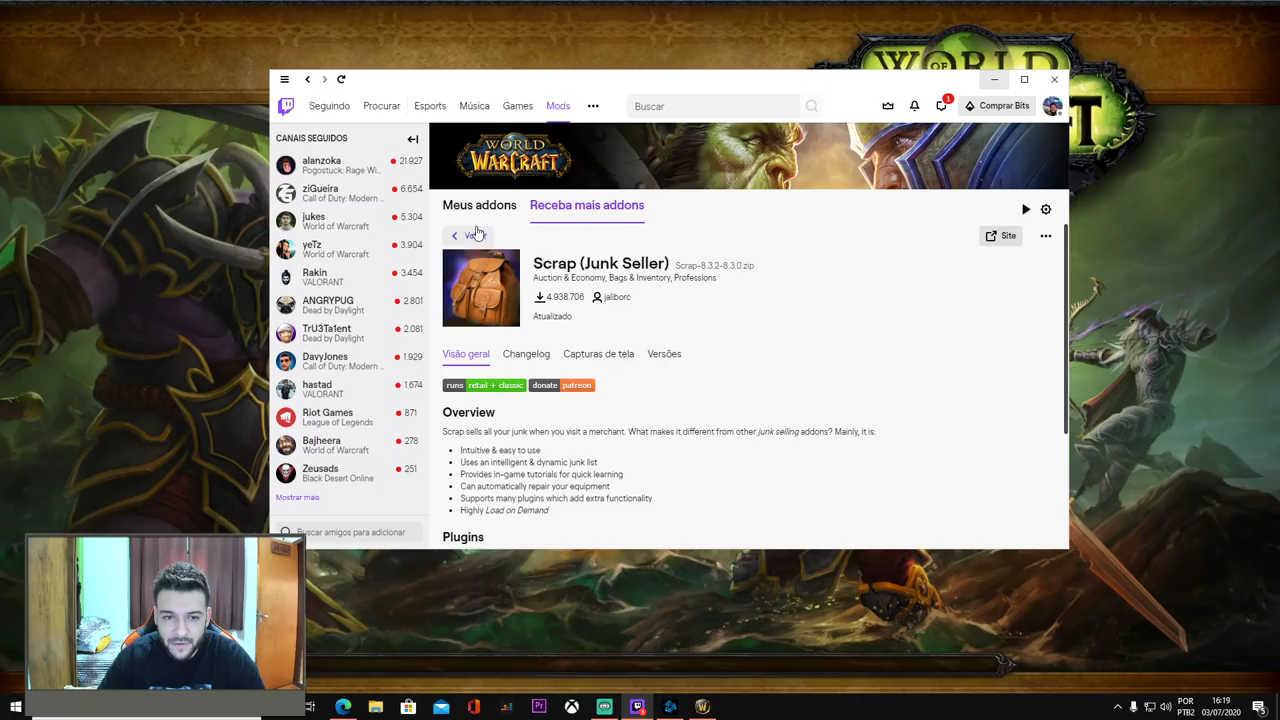 WORLD
OF
Seguindo Procurar Esports Música Games Mods ••• Buscar 1 Comprar Bits
CANAIS SEGUIDOS
alanzoka 21.927
Pogostuck: Rage Wi...
ziGueira 6.654
Call of Duty: Modern ..
jukes 5.304
World of Warcraft
yeTz 3.904
World of Warcraft
Rakin 3.454
VALORANT
ANGRYPUG 2.801
Dead by Daylight
TrU3Ta1ent 2.081
Dead by Daylight
DavyJones 1.929
Call of Duty: Modern ..
hastad 1.674
VALORANT
Riot Games 871
League of Legends
Bajheera 278
World of Warcraft
Zeusads 251
Black Desert Online
Mostrar mais
Buscar amigos para adicionar
WORLD
OF
WARCRAFT
Meus addons Receba mais addons
Site
Scrap (Junk Seller) Scrap-8.3.2-8.3.0.zip
Auction & Economy, Bags & Inventory, Professions
4.938.706 jaliborc
Atualizado
Visão geral Changelog Capturas de tela Versões
runs retail + classic donate patreon
Overview
Scrap sells all your junk when you visit a merchant. What makes it different from other junk selling addons? Mainly, it is:
• Intuitive & easy to use
• Uses an intelligent & dynamic junk list
• Provides in-game tutorials for quick learning
• Can automatically repair your equipment
• Supports many plugins which add extra functionality
• Highly Load on Demand
Plugins
POR
PTB2
16:19
03/07/2020
5